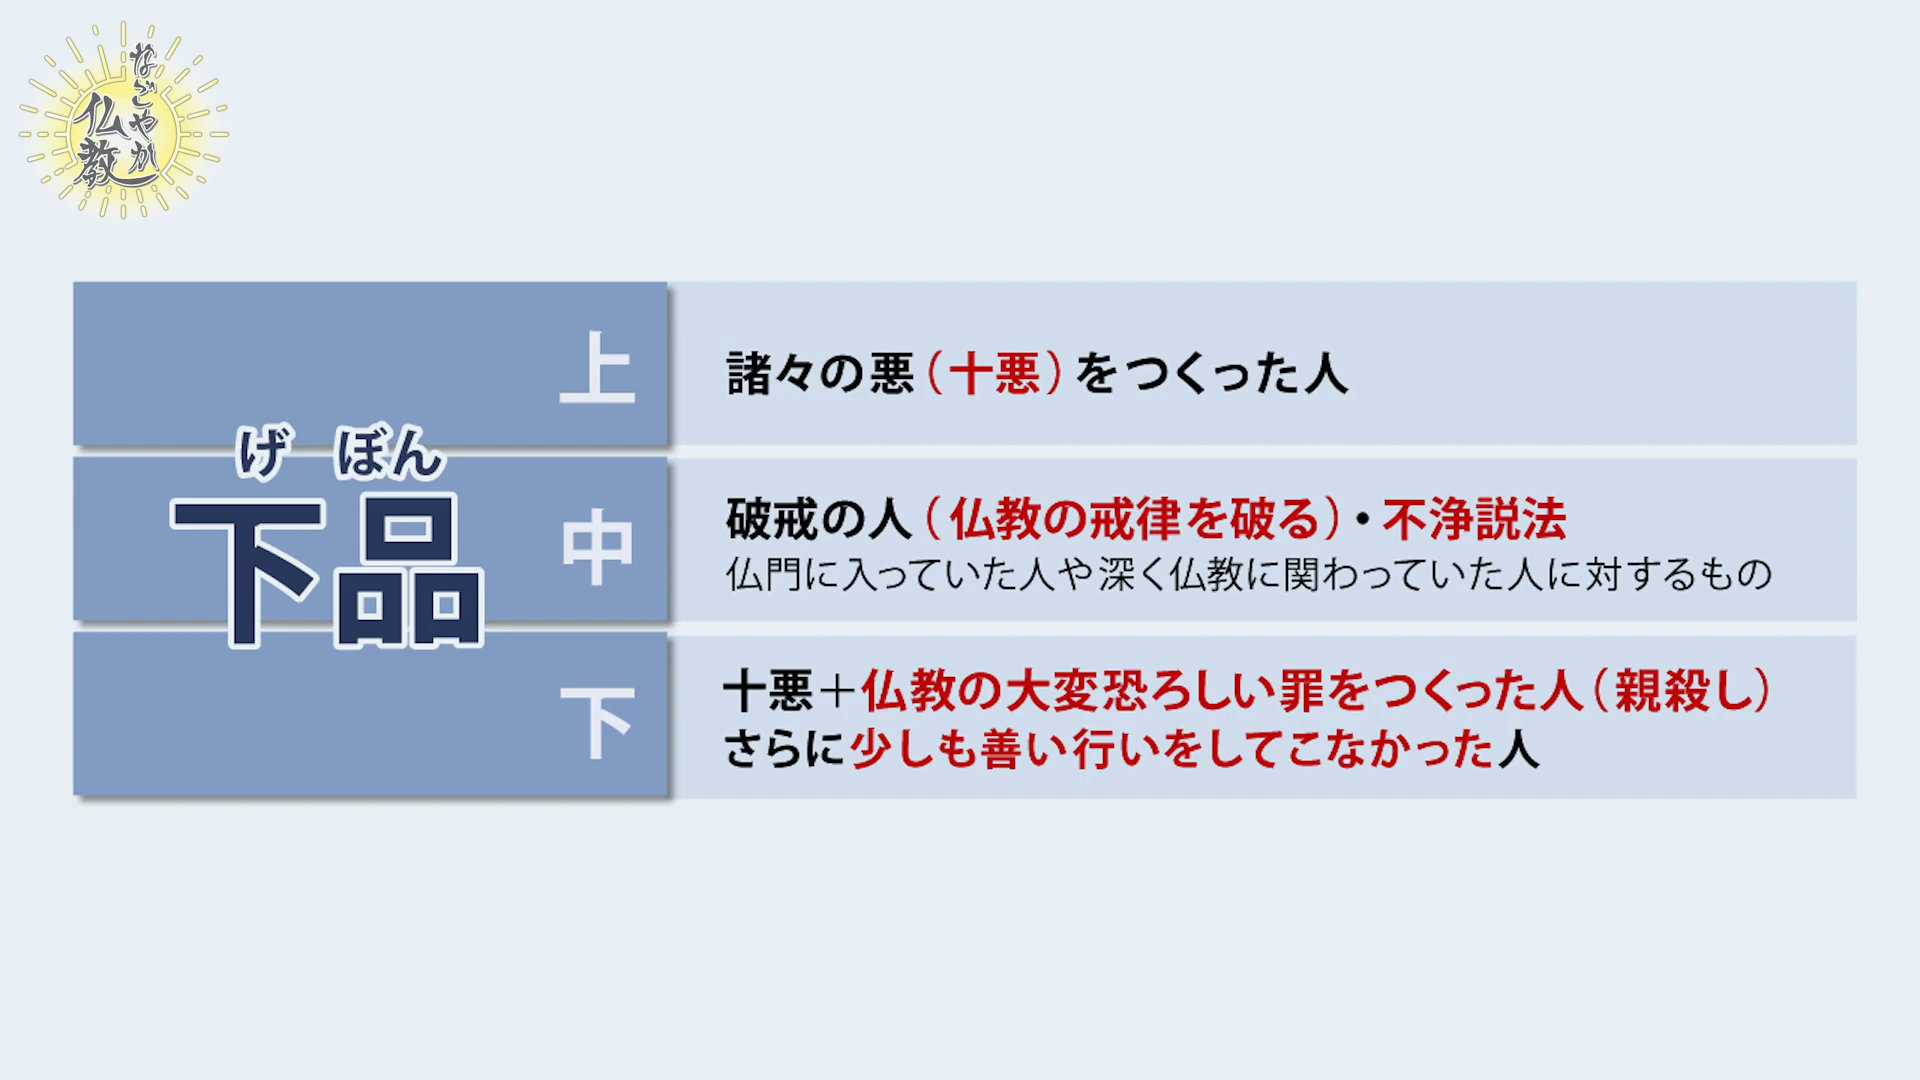 なごやか
仏教
げ ぼん
下品
上
諸々の悪（十悪）をつくった人
中
破戒の人（仏教の戒律を破る）・不浄説法
仏門に入っていた人や深く仏教に関わっていた人に対するもの
下
十悪＋仏教の大変恐ろしい罪をつくった人（親殺し）
さらに少しも善い行いをしてこなかった人